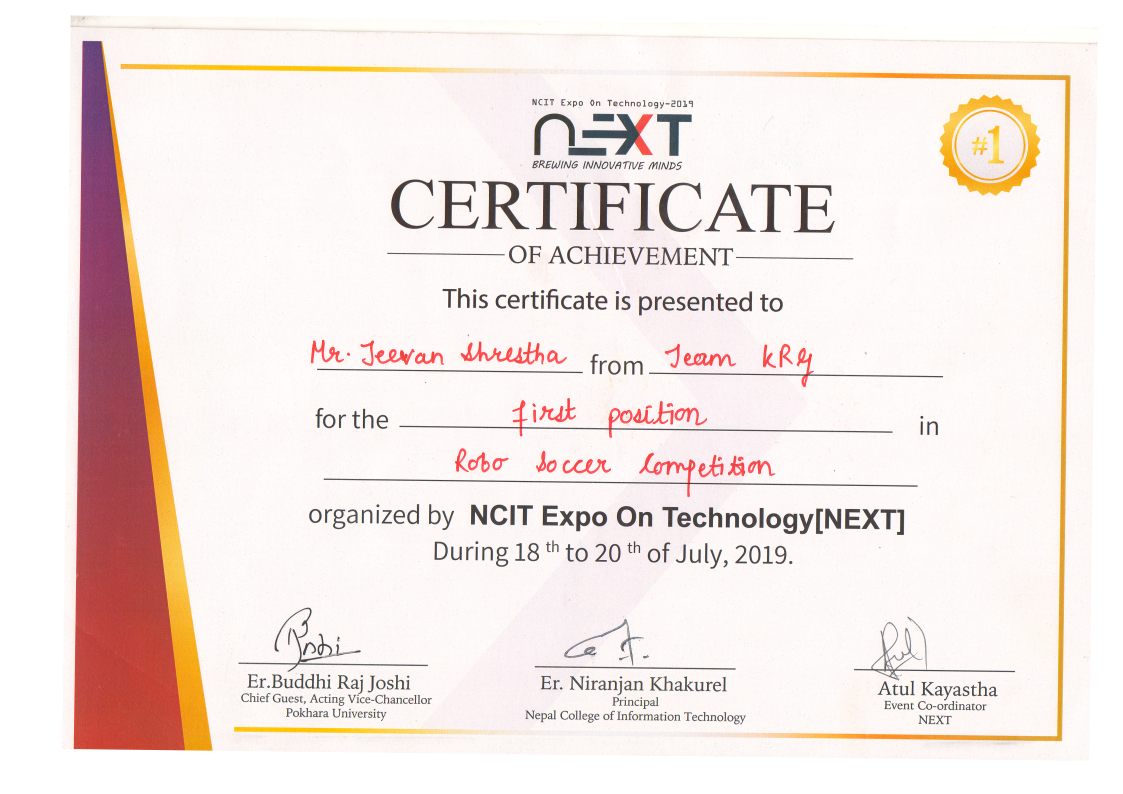 NCIT Expo On Technology-2019
NEXT
BREWING INNOVATIVE MINDS
#1
CERTIFICATE
OF ACHIEVEMENT
This certificate is presented to
Mr. Jeevan Shrestha from Team KRG
for the first position in
Robo Soccer Competition
organized by NCIT Expo On Technology[NEXT]
During 18 th to 20 th of July, 2019.
Er.Buddhi Raj Joshi
Chief Guest, Acting Vice-Chancellor
Pokhara University
Er. Niranjan Khakurel
Principal
Nepal College of Information Technology
Atul Kayastha
Event Co-ordinator
NEXT